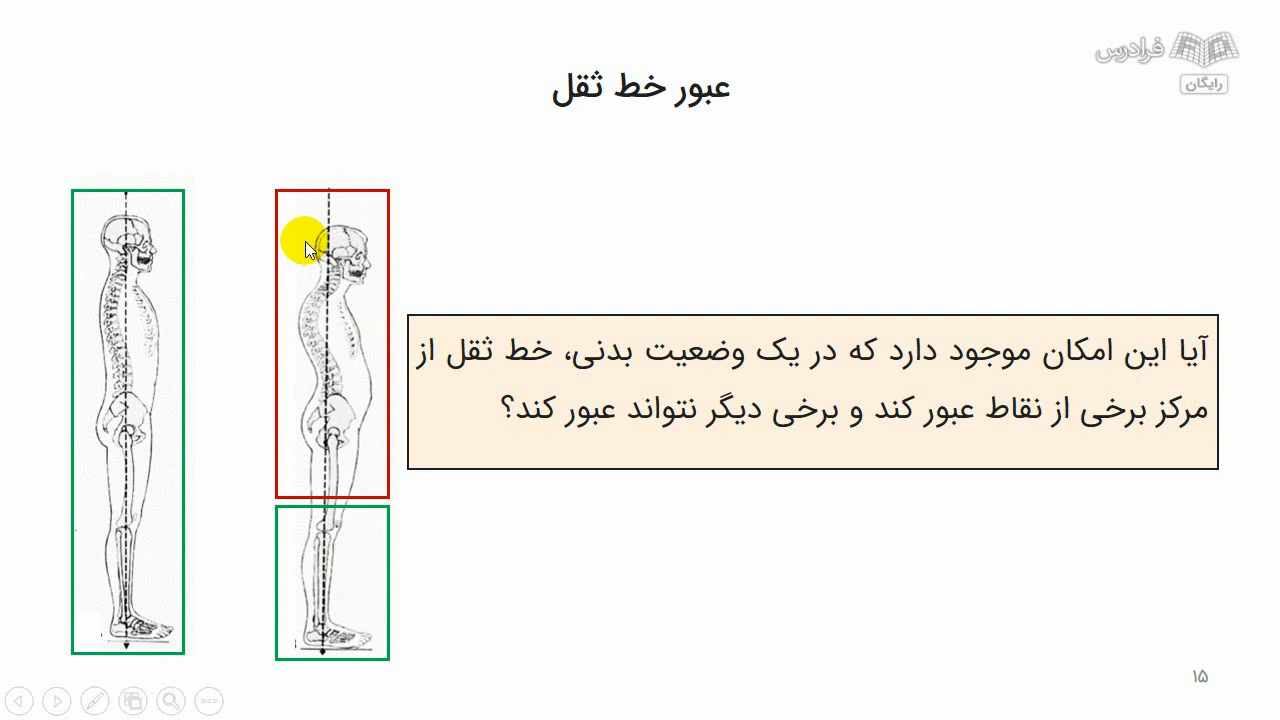 فرادرس
رایگان
عبور خط ثقل
آیا این امکان موجود دارد که در یک وضعیت بدنی، خط ثقل از
مرکز برخی از نقاط عبور کند و برخی دیگر نتواند عبور کند؟
۱۵